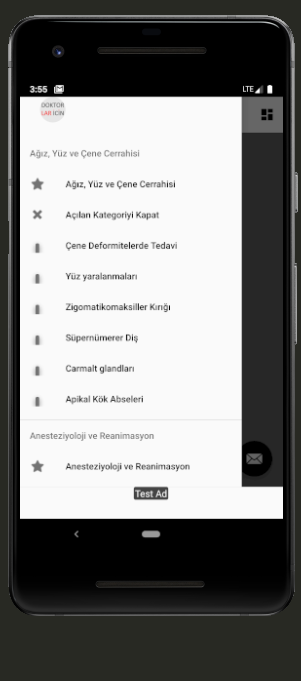 3:55
LTE
DOKTOR
LAR ICIN
Ağız, Yüz ve Çene Cerrahisi
Ağız, Yüz ve Çene Cerrahisi
Açılan Kategoriyi Kapat
Çene Deformitelerde Tedavi
Yüz yaralanmaları
Zigomatikomaksiller Kırığı
Süpernümerer Diş
Carmalt glandları
Apikal Kök Abseleri
Anesteziyoloji ve Reanimasyon
Anesteziyoloji ve Reanimasyon
Test Ad